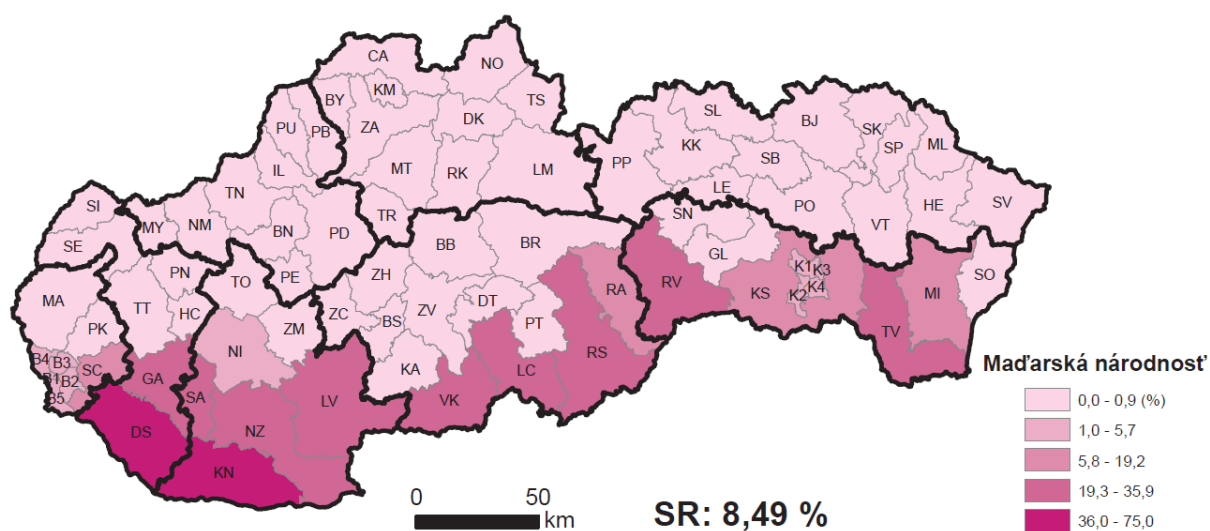 CA
NO
BY
KM
TS
PU
PB
ZA
DK
IL
MT
RK
LM
TN
SI
MY
NM
BN
PD
TR
SE
PE
SL
BJ
SK
ML
PP
KK
SP
SB
LE
PO
VT
HE
SV
SN
GL
BB
BR
PN
TO
ZH
MA
TT
HC
ZC
BS
ZV
DT
PT
RA
RV
KS
K1
K3
K2
K4
MI
SO
TV
PK
NI
ZM
KA
RS
LC
B4
B3
B1
B2
B5
SC
GA
SA
LV
VK
NZ
DS
KN
Maďarská národnosť
0,0 - 0,9 (%)
1,0 - 5,7
5,8 - 19,2
19,3 - 35,9
36,0 - 75,0
0 50
km
SR: 8,49 %